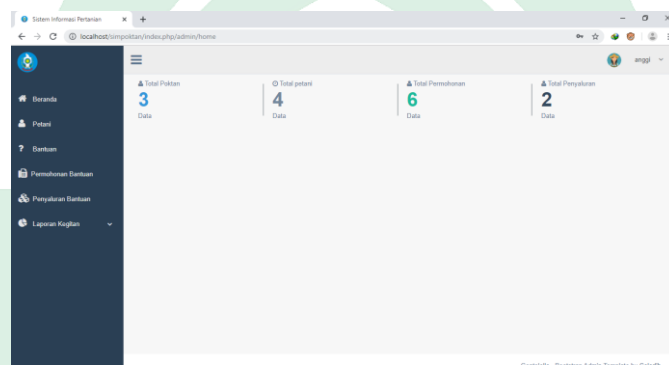 Sistem Informasi Pertanian
localhost/simpoktan/index.php/admin/home
anggi
Beranda
Petani
Bantuan
Permohonan Bantuan
Penyaluran Bantuan
Laporan Kagitan
Total Poktan
3
Data
Total petani
4
Data
Total Permohonan
6
Data
Total Penyaluran
2
Data